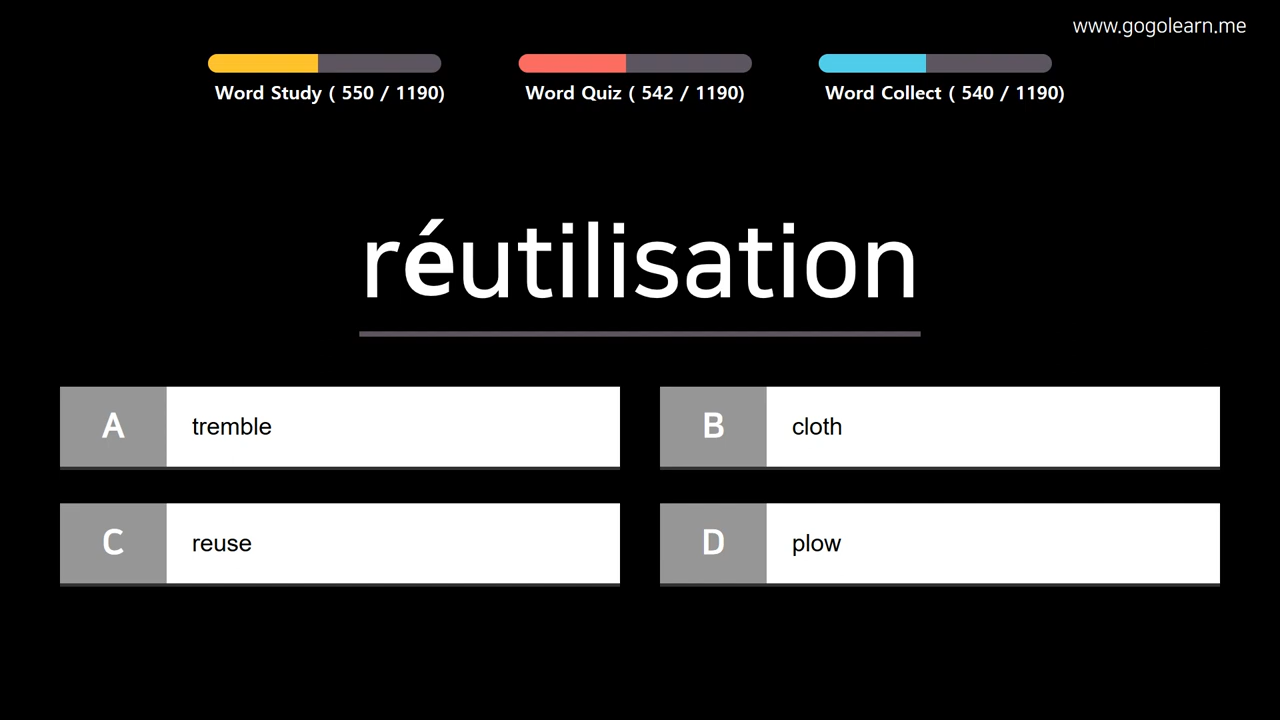 www.gogolearn.me
Word Study ( 550 / 1190)
Word Quiz ( 542 / 1190)
Word Collect ( 540 / 1190)
réutilisation
A tremble
B cloth
C reuse
D plow